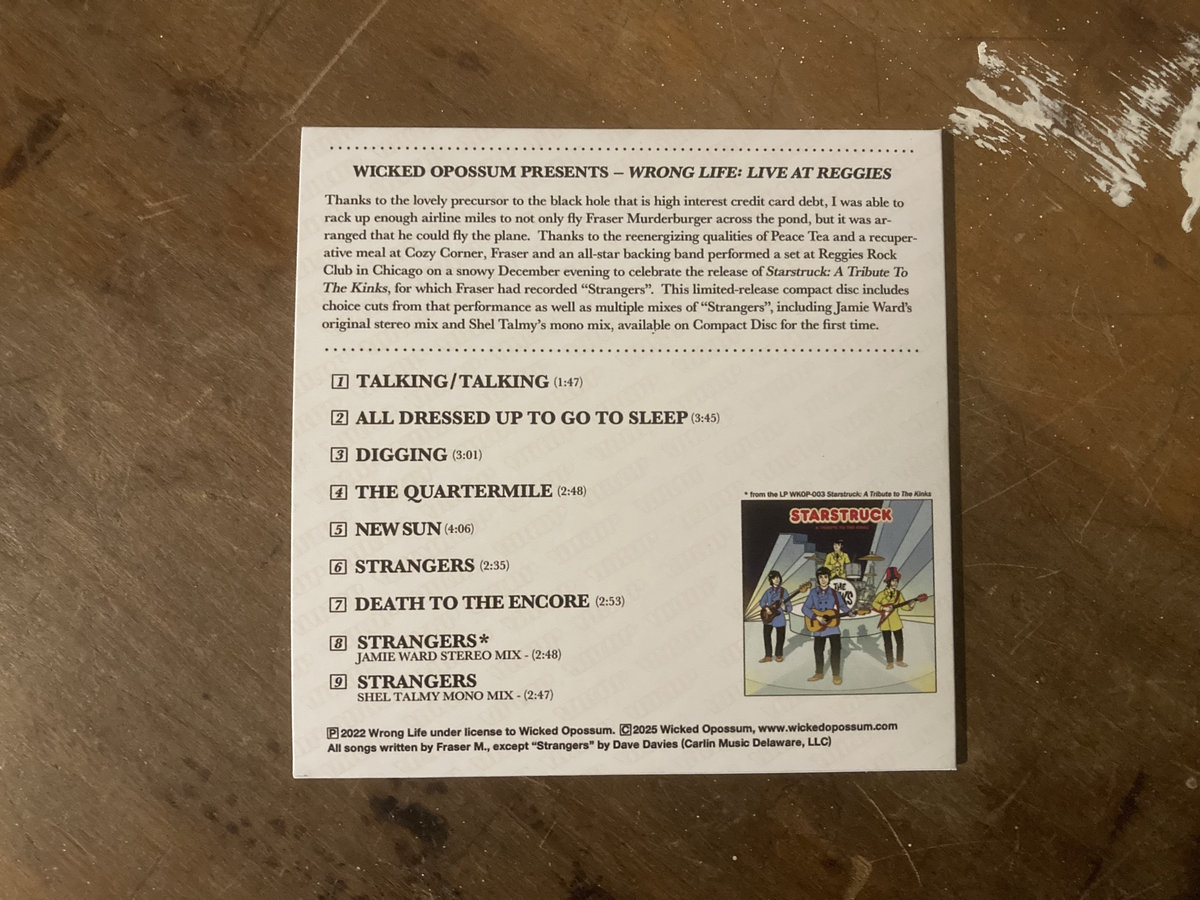 WICKED OPOSSUM PRESENTS – WRONG LIFE: LIVE AT REGGIES
Thanks to the lovely precursor to the black hole that is high interest credit card debt, I was able to
rack up enough airline miles to not only fly Fraser Murderburger across the pond, but it was ar-
ranged that he could fly the plane.  Thanks to the reenergizing qualities of Peace Tea and a recuper-
ative meal at Cozy Corner, Fraser and an all-star backing band performed a set at Reggies Rock
Club in Chicago on a snowy December evening to celebrate the release of Starstruck: A Tribute To
The Kinks, for which Fraser had recorded “Strangers”.  This limited-release compact disc includes
choice cuts from that performance as well as multiple mixes of “Strangers”, including Jamie Ward’s
original stereo mix and Shel Talmy’s mono mix, available on Compact Disc for the first time.
1 TALKING/TALKING (1:47)
2 ALL DRESSED UP TO GO TO SLEEP (3:45)
3 DIGGING (3:01)
4 THE QUARTERMILE (2:48)
5 NEW SUN (4:06)
6 STRANGERS (2:35)
7 DEATH TO THE ENCORE (2:53)
8 STRANGERS*
JAMIE WARD STEREO MIX - (2:48)
9 STRANGERS
SHEL TALMY MONO MIX - (2:47)
* from the LP WKOP-003 Starstruck: A Tribute to The Kinks
STARSTRUCK
A TRIBUTE TO THE KINKS
THE
KINKS
P 2022 Wrong Life under license to Wicked Opossum. C 2025 Wicked Opossum, www.wickedopossum.com
All songs written by Fraser M., except “Strangers” by Dave Davies (Carlin Music Delaware, LLC)